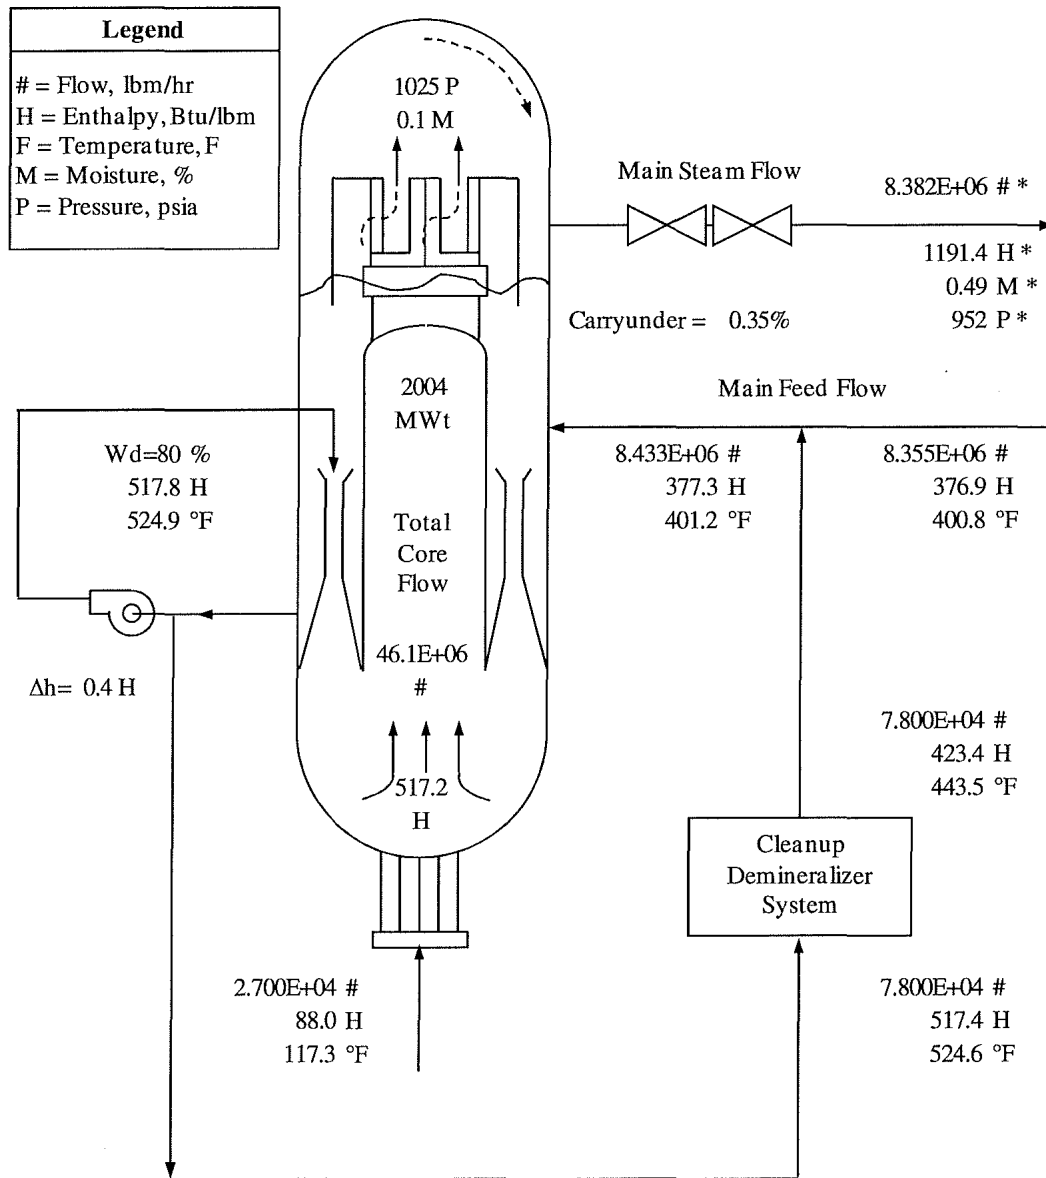 Legend
# = Flow, lbm/hr
H = Enthalpy, Btu/lbm
F = Temperature, F
M = Moisture, %
P = Pressure, psia
1025 P
0.1 M
Main Steam Flow
8.382E+06 # *
1191.4 H *
0.49 M *
952 P *
Carryunder = 0.35%
2004
MWt
Main Feed Flow
Wd=80 %
517.8 H
524.9 °F
8.433E+06 #
377.3 H
401.2 °F
8.355E+06 #
376.9 H
400.8 °F
Total
Core
Flow
46.1E+06
#
Δh= 0.4 H
517.2
H
7.800E+04 #
423.4 H
443.5 °F
Cleanup
Demineralizer
System
2.700E+04 #
88.0 H
117.3 °F
7.800E+04 #
517.4 H
524.6 °F